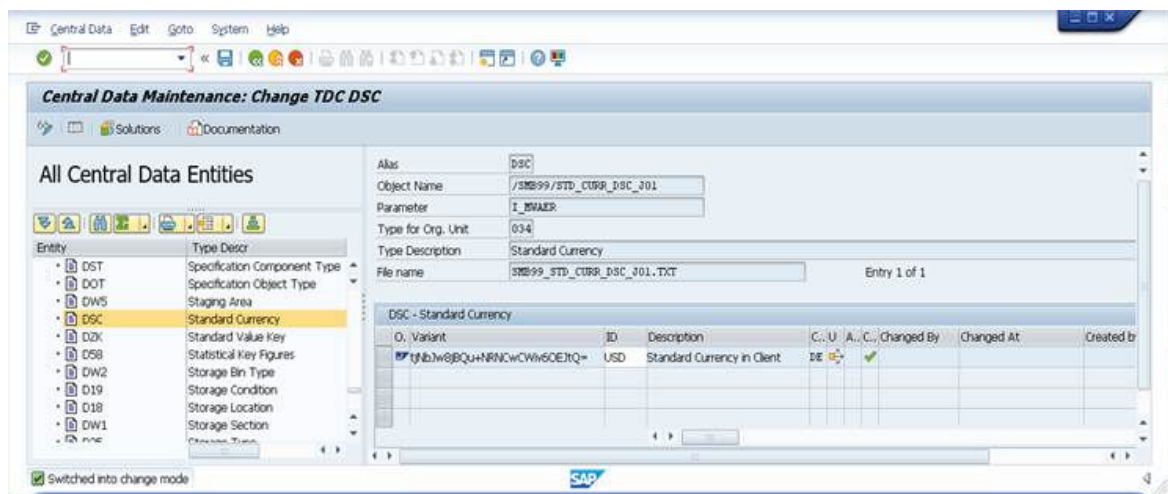 Central Data Edit Goto System Help
Central Data Maintenance: Change TDC DSC
Solutions Documentation
All Central Data Entities
Entity Type Descr
DST Specification Component Type
DOT Specification Object Type
DW5 Staging Area
DSC Standard Currency
DZK Standard Value Key
D58 Statistical Key Figures
DW2 Storage Bin Type
D19 Storage Condition
D18 Storage Location
DW1 Storage Section
Alias DSC
Object Name /SMB99/STD_CURR_DSC_J01
Parameter I_MWAER
Type for Org. Unit 034
Type Description Standard Currency
File name SMB99_STD_CURR_DSC_J01.TXT Entry 1 of 1
DSC - Standard Currency
O. Variant ID Description C.. U A.. C.. Changed By Changed At Created by
USD Standard Currency in Client DE
Switched into change mode
SAP